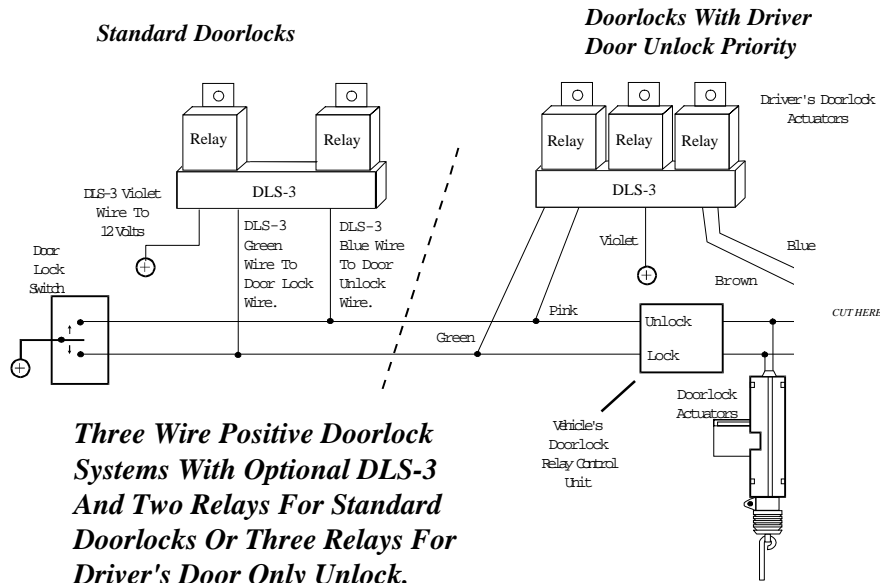 Standard Doorlocks
Doorlocks With Driver
Door Unlock Priority
Relay
Relay
DLS-3
DLS-3 Violet
Wire To
12 Volts
DLS-3
Green
Wire To
Door Lock
Wire.
DLS-3
Blue Wire
To Door
Unlock
Wire.
Door
Lock
Switch
Relay
Relay
Relay
DLS-3
Driver's Doorlock
Actuators
Violet
Blue
Brown
Pink
Green
Unlock
Lock
CUT HERE
Vehicle's
Doorlock
Relay Control
Unit
Doorlock
Actuators
Three Wire Positive Doorlock
Systems With Optional DLS-3
And Two Relays For Standard
Doorlocks Or Three Relays For
Driver's Door Only Unlock.